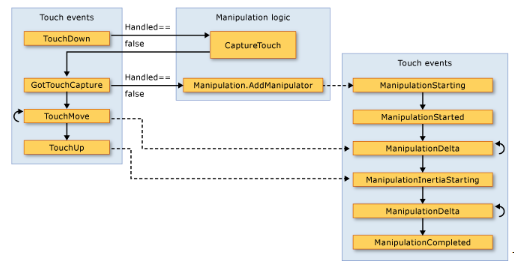 Touch events
Manipulation logic
TouchDown
Handled==
false
CaptureTouch
Touch events
GotTouchCapture
Handled==
false
Manipulation.AddManipulator
ManipulationStarting
TouchMove
ManipulationStarted
TouchUp
ManipulationDelta
ManipulationInertiaStarting
ManipulationDelta
ManipulationCompleted